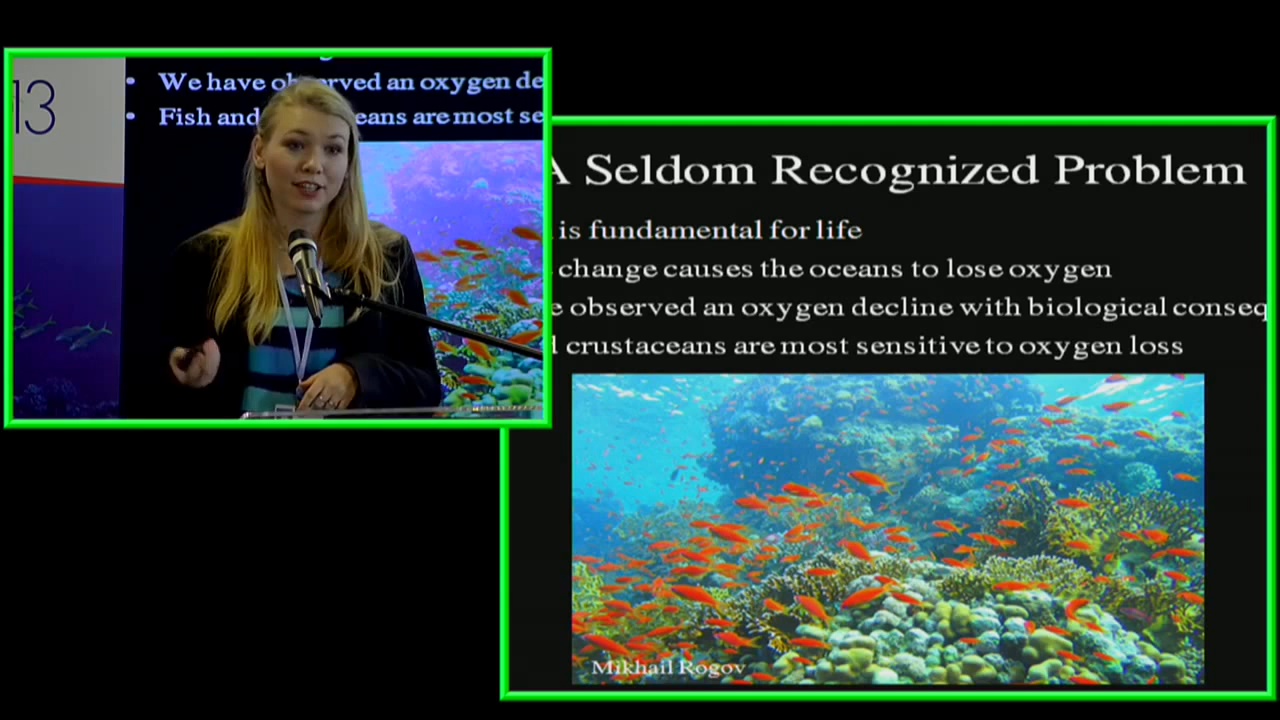 13
• We have observed an oxygen de
• Fish and eans are most se
A Seldom Recognized Problem
is fundamental for life
change causes the oceans to lose oxygen
e observed an oxygen decline with biological conseq
d crustaceans are most sensitive to oxygen loss
Mikhail Rogov